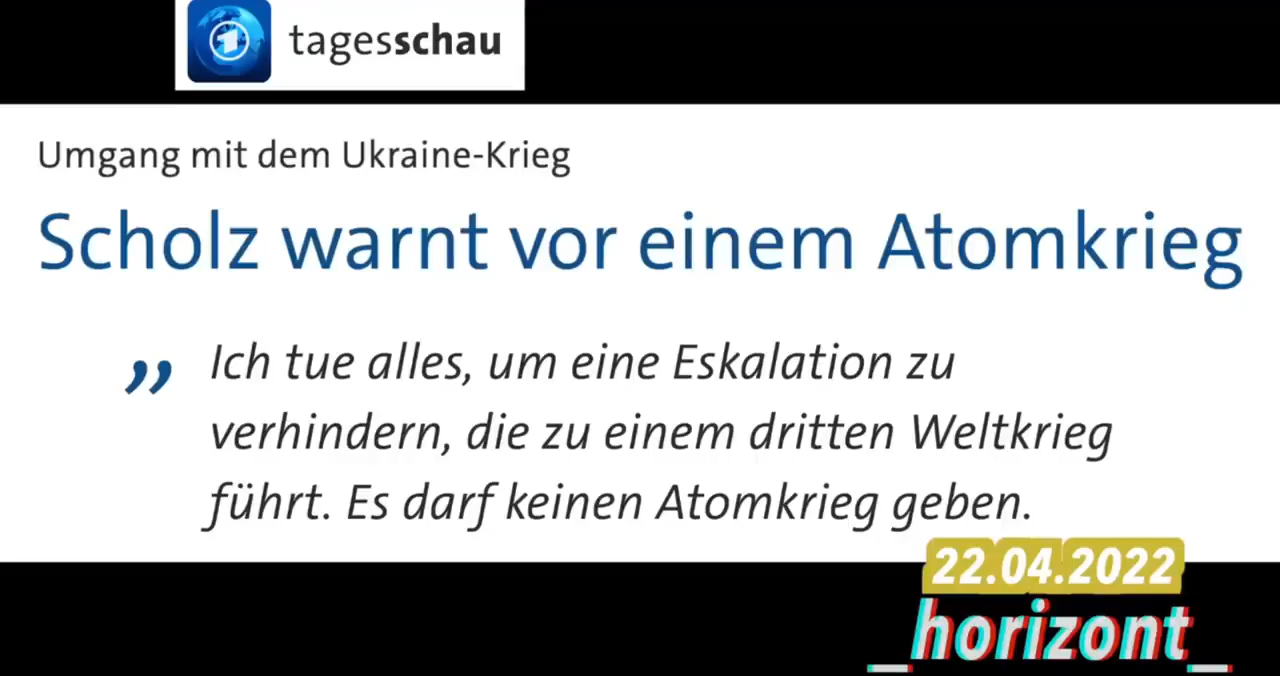 tagesschau
Umgang mit dem Ukraine-Krieg
Scholz warnt vor einem Atomkrieg
„ Ich tue alles, um eine Eskalation zu
verhindern, die zu einem dritten Weltkrieg
führt. Es darf keinen Atomkrieg geben.
22.04.2022
_horizont_